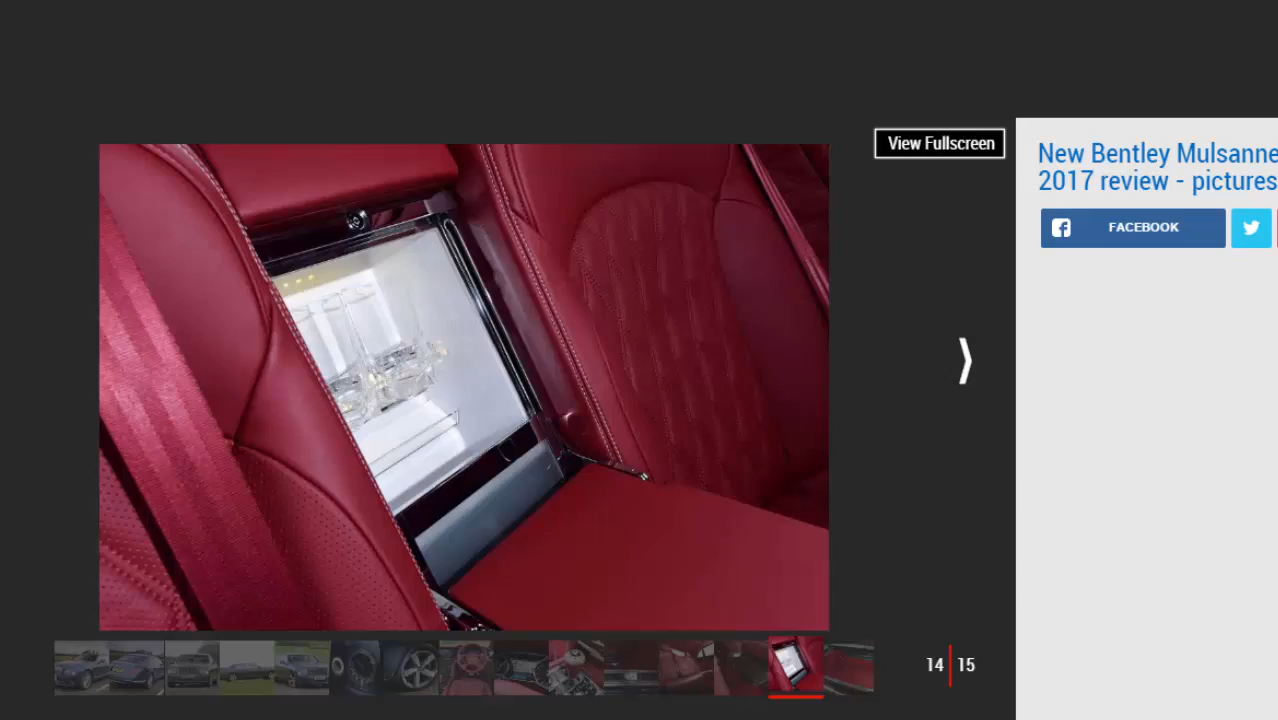 View Fullscreen
New Bentley Mulsanne
2017 review - pictures
FACEBOOK
14 15